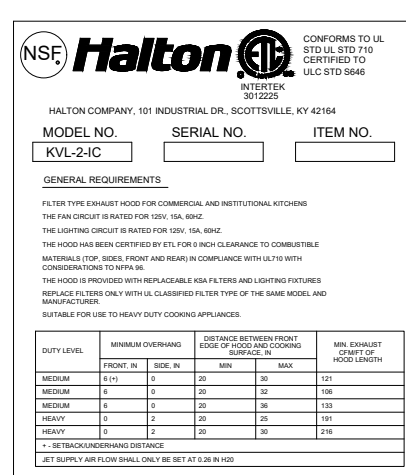 NSF.
Halton
CONFORMS TO UL
STD UL STD 710
CERTIFIED TO
ULC STD S646
INTERTEK
3012225
HALTON COMPANY, 101 INDUSTRIAL DR., SCOTTSVILLE, KY 42164
MODEL NO. SERIAL NO. ITEM NO.
KVL-2-IC
GENERAL REQUIREMENTS
FILTER TYPE EXHAUST HOOD FOR COMMERCIAL AND INSTITUTIONAL KITCHENS
THE FAN CIRCUIT IS RATED FOR 125V, 15A, 60HZ.
THE LIGHTING CIRCUIT IS RATED FOR 125V, 15A, 60HZ.
THE HOOD HAS BEEN CERTIFIED BY ETL FOR 0 INCH CLEARANCE TO COMBUSTIBLE
MATERIALS (TOP, SIDES, FRONT AND REAR) IN COMPLIANCE WITH UL710 WITH
CONSIDERATIONS TO NFPA 96.
THE HOOD IS PROVIDED WITH REPLACEABLE KSA FILTERS AND LIGHTING FIXTURES
REPLACE FILTERS ONLY WITH UL CLASSIFIED FILTER TYPE OF THE SAME MODEL AND
MANUFACTURER.
SUITABLE FOR USE TO HEAVY DUTY COOKING APPLIANCES.
DUTY LEVEL MINIMUM OVERHANG DISTANCE BETWEEN FRONT EDGE OF HOOD AND COOKING SURFACE, IN MIN. EXHAUST CFM/FT OF HOOD LENGTH
FRONT, IN SIDE, IN MIN MAX
MEDIUM 6 (+) 0 20 30 121
MEDIUM 6 0 20 32 106
MEDIUM 6 0 20 36 133
HEAVY 0 2 20 25 191
HEAVY 0 2 20 30 216
+ - SETBACK/UNDERHANG DISTANCE
JET SUPPLY AIR FLOW SHALL ONLY BE SET AT 0.26 IN H20